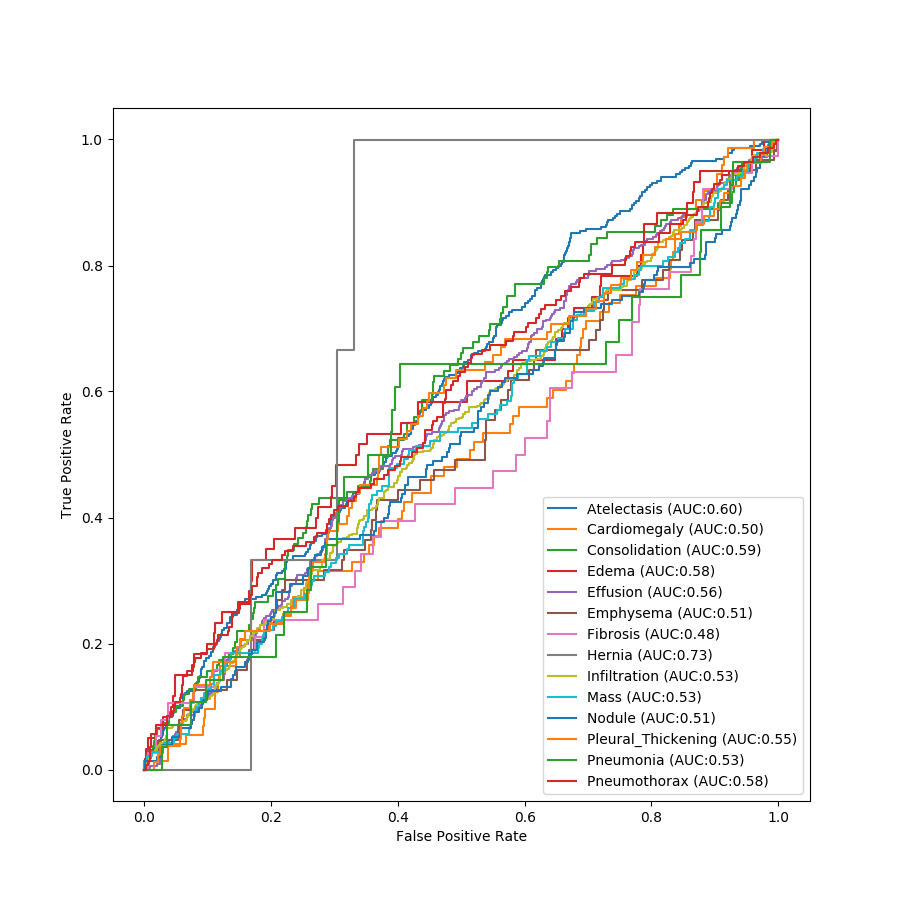 1.0
0.8
0.6
0.4
0.2
0.0
True Positive Rate
Atelectasis (AUC:0.60)
Cardiomegaly (AUC:0.50)
Consolidation (AUC:0.59)
Edema (AUC:0.58)
Effusion (AUC:0.56)
Emphysema (AUC:0.51)
Fibrosis (AUC:0.48)
Hernia (AUC:0.73)
Infiltration (AUC:0.53)
Mass (AUC:0.53)
Nodule (AUC:0.51)
Pleural_Thickening (AUC:0.55)
Pneumonia (AUC:0.53)
Pneumothorax (AUC:0.58)
0.0 0.2 0.4 0.6 0.8 1.0
False Positive Rate